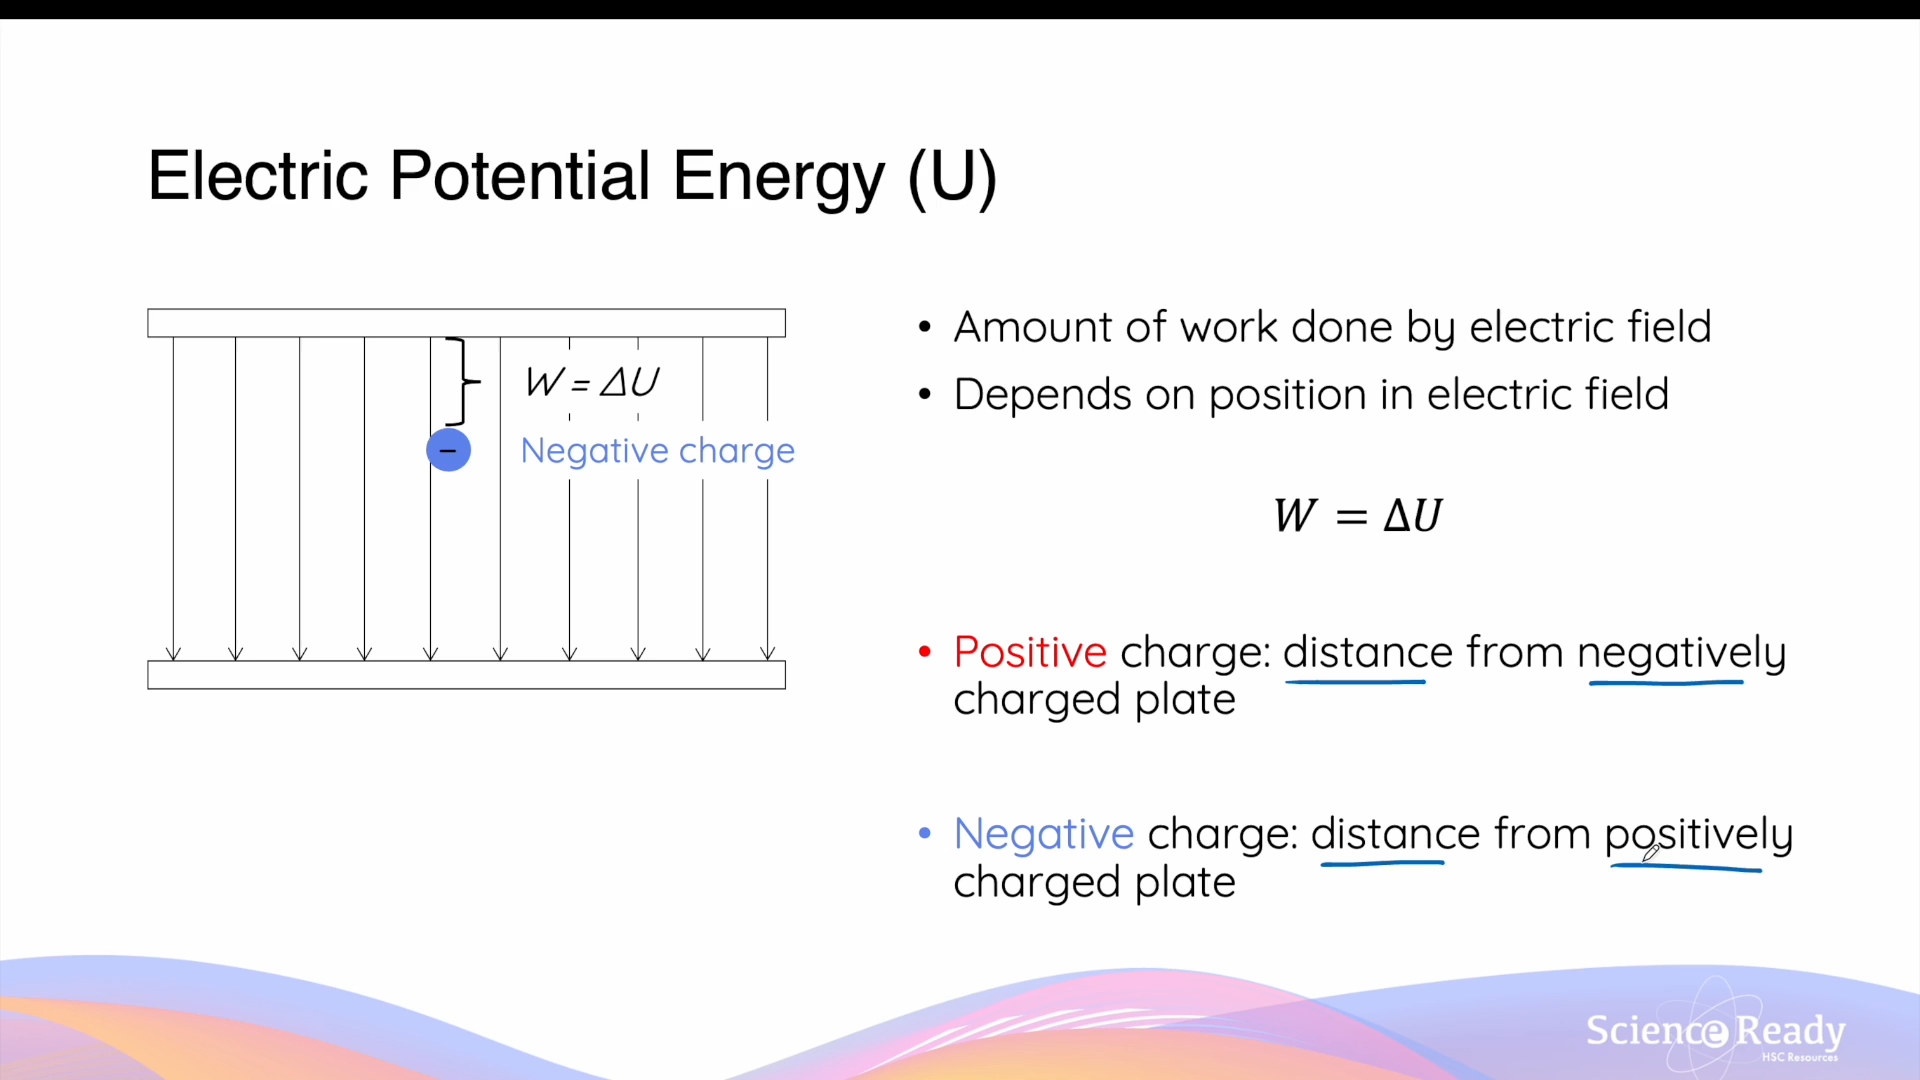 Electric Potential Energy (U)
W = ΔU
–
Negative charge
• Amount of work done by electric field
• Depends on position in electric field
W = ΔU
• Positive charge: distance from negatively
charged plate
• Negative charge: distance from positively
charged plate
Science Ready
HSC Resources